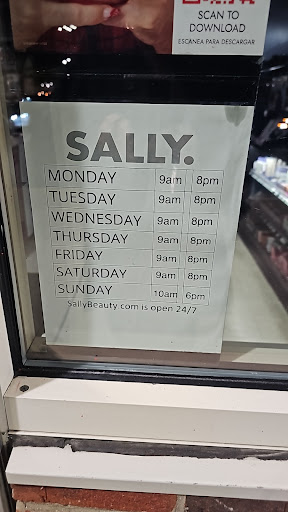 SCAN TO
DOWNLOAD
ESCANEA PARA DESCARGAR
SALLY.
MONDAY 9am 8pm
TUESDAY 9am 8pm
WEDNESDAY 9am 8pm
THURSDAY 9am 8pm
FRIDAY 9am 8pm
SATURDAY 9am 8pm
SUNDAY 10am 6pm
SallyBeauty.com is open 24/7